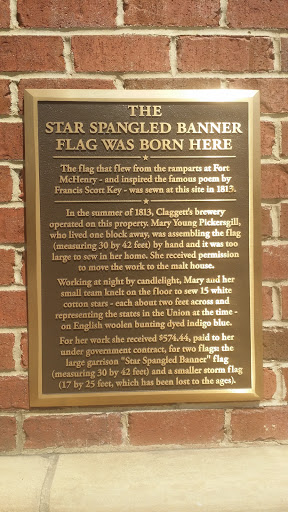 THE
STAR SPANGLED BANNER
FLAG WAS BORN HERE
The flag that flew from the ramparts at Fort
McHenry - and inspired the famous poem by
Francis Scott Key - was sewn at this site in 1813.
In the summer of 1813, Claggett's brewery
operated on this property. Mary Young Pickersgill,
who lived one block away, was assembling the flag
(measuring 30 by 42 feet) by hand and it was too
large to sew in her home. She received permission
to move the work to the malt house.
Working at night by candlelight, Mary and her
small team knelt on the floor to sew 15 white
cotton stars - each about two feet across and
representing the states in the Union at the time -
on English woolen bunting dyed indigo blue.
For her work she received $574.44, paid to her
under government contract, for two flags: the
large garrison "Star Spangled Banner" flag
(measuring 30 by 42 feet) and a smaller storm flag
(17 by 25 feet, which has been lost to the ages).